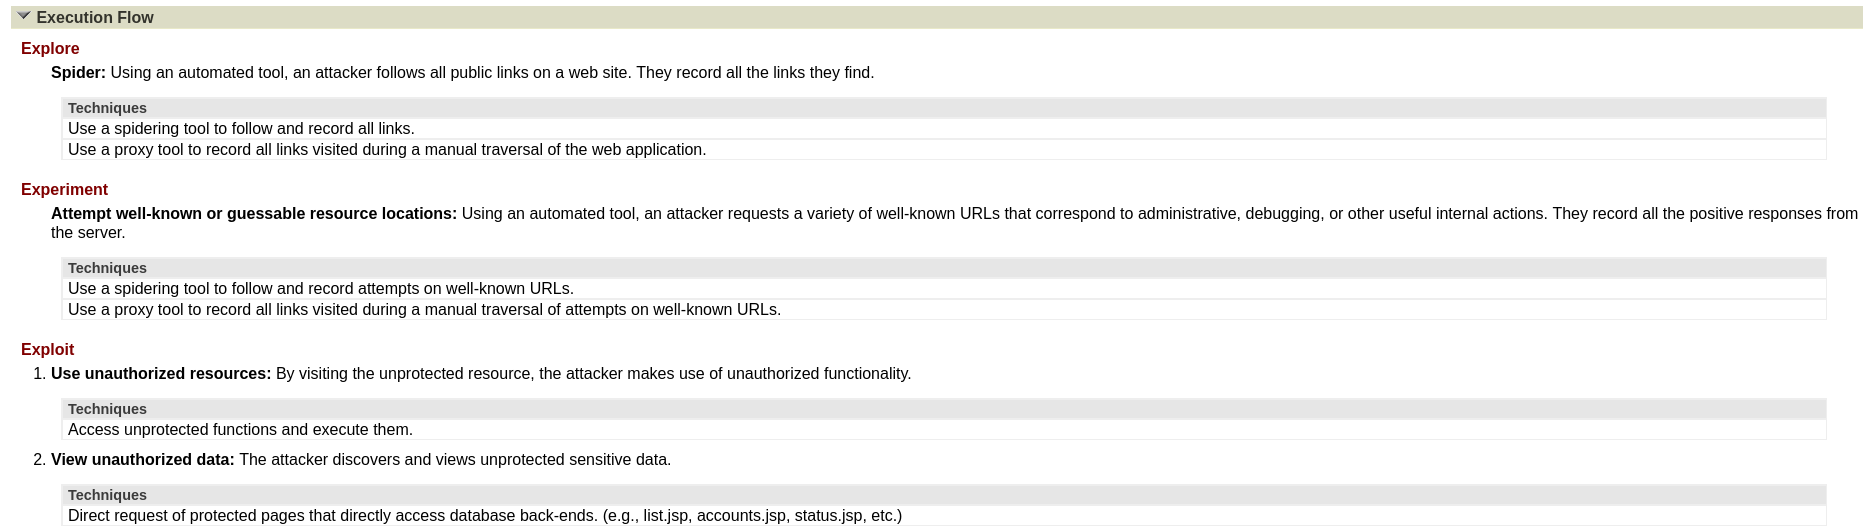 Execution Flow
Explore
Spider: Using an automated tool, an attacker follows all public links on a web site. They record all the links they find.
Techniques
Use a spidering tool to follow and record all links.
Use a proxy tool to record all links visited during a manual traversal of the web application.
Experiment
Attempt well-known or guessable resource locations: Using an automated tool, an attacker requests a variety of well-known URLs that correspond to administrative, debugging, or other useful internal actions. They record all the positive responses from
the server.
Techniques
Use a spidering tool to follow and record attempts on well-known URLs.
Use a proxy tool to record all links visited during a manual traversal of attempts on well-known URLs.
Exploit
1. Use unauthorized resources: By visiting the unprotected resource, the attacker makes use of unauthorized functionality.
Techniques
Access unprotected functions and execute them.
2. View unauthorized data: The attacker discovers and views unprotected sensitive data.
Techniques
Direct request of protected pages that directly access database back-ends. (e.g., list.jsp, accounts.jsp, status.jsp, etc.)